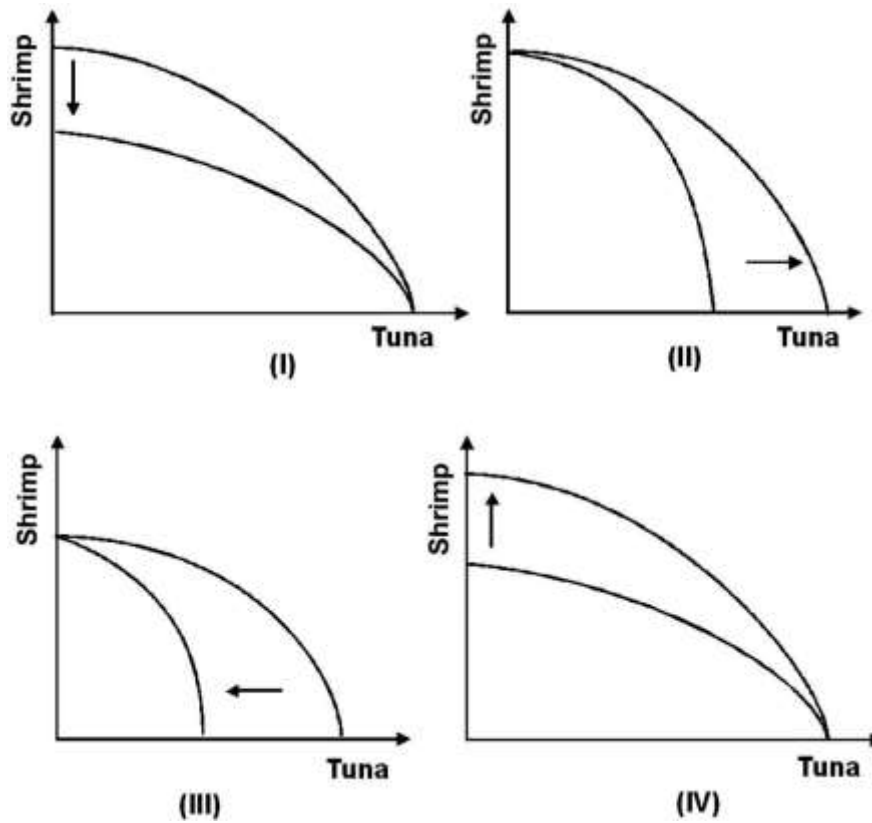 Shrimp
Tuna
(I)
Shrimp
Tuna
(II)
Shrimp
Tuna
(III)
Shrimp
Tuna
(IV)